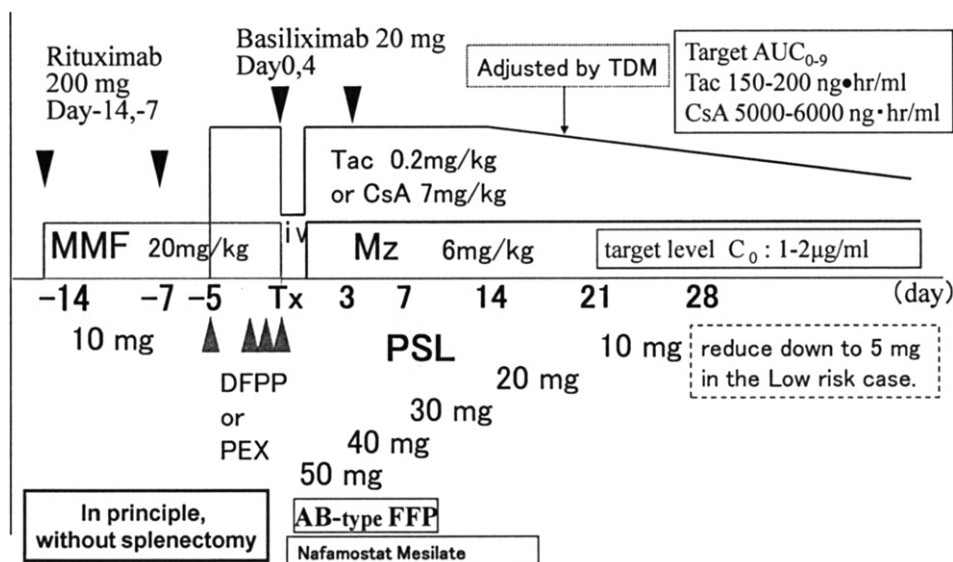 Rituximab
200 mg
Day-14,-7
Basiliximab 20 mg
Day0,4
Adjusted by TDM
Target AUC0-9
Tac 150-200 ng•hr/ml
CsA 5000-6000 ng·hr/ml
Tac 0.2mg/kg
or CsA 7mg/kg
iv
MMF 20mg/kg
Mz 6mg/kg
target level C0 : 1-2μg/ml
-14 -7 -5 Tx 3 7 14 21 28 (day)
10 mg
DFPP
or
PEX
PSL
10 mg
20 mg
30 mg
40 mg
50 mg
reduce down to 5 mg
in the Low risk case.
In principle,
without splenectomy
AB-type FFP
Nafamostat Mesilate